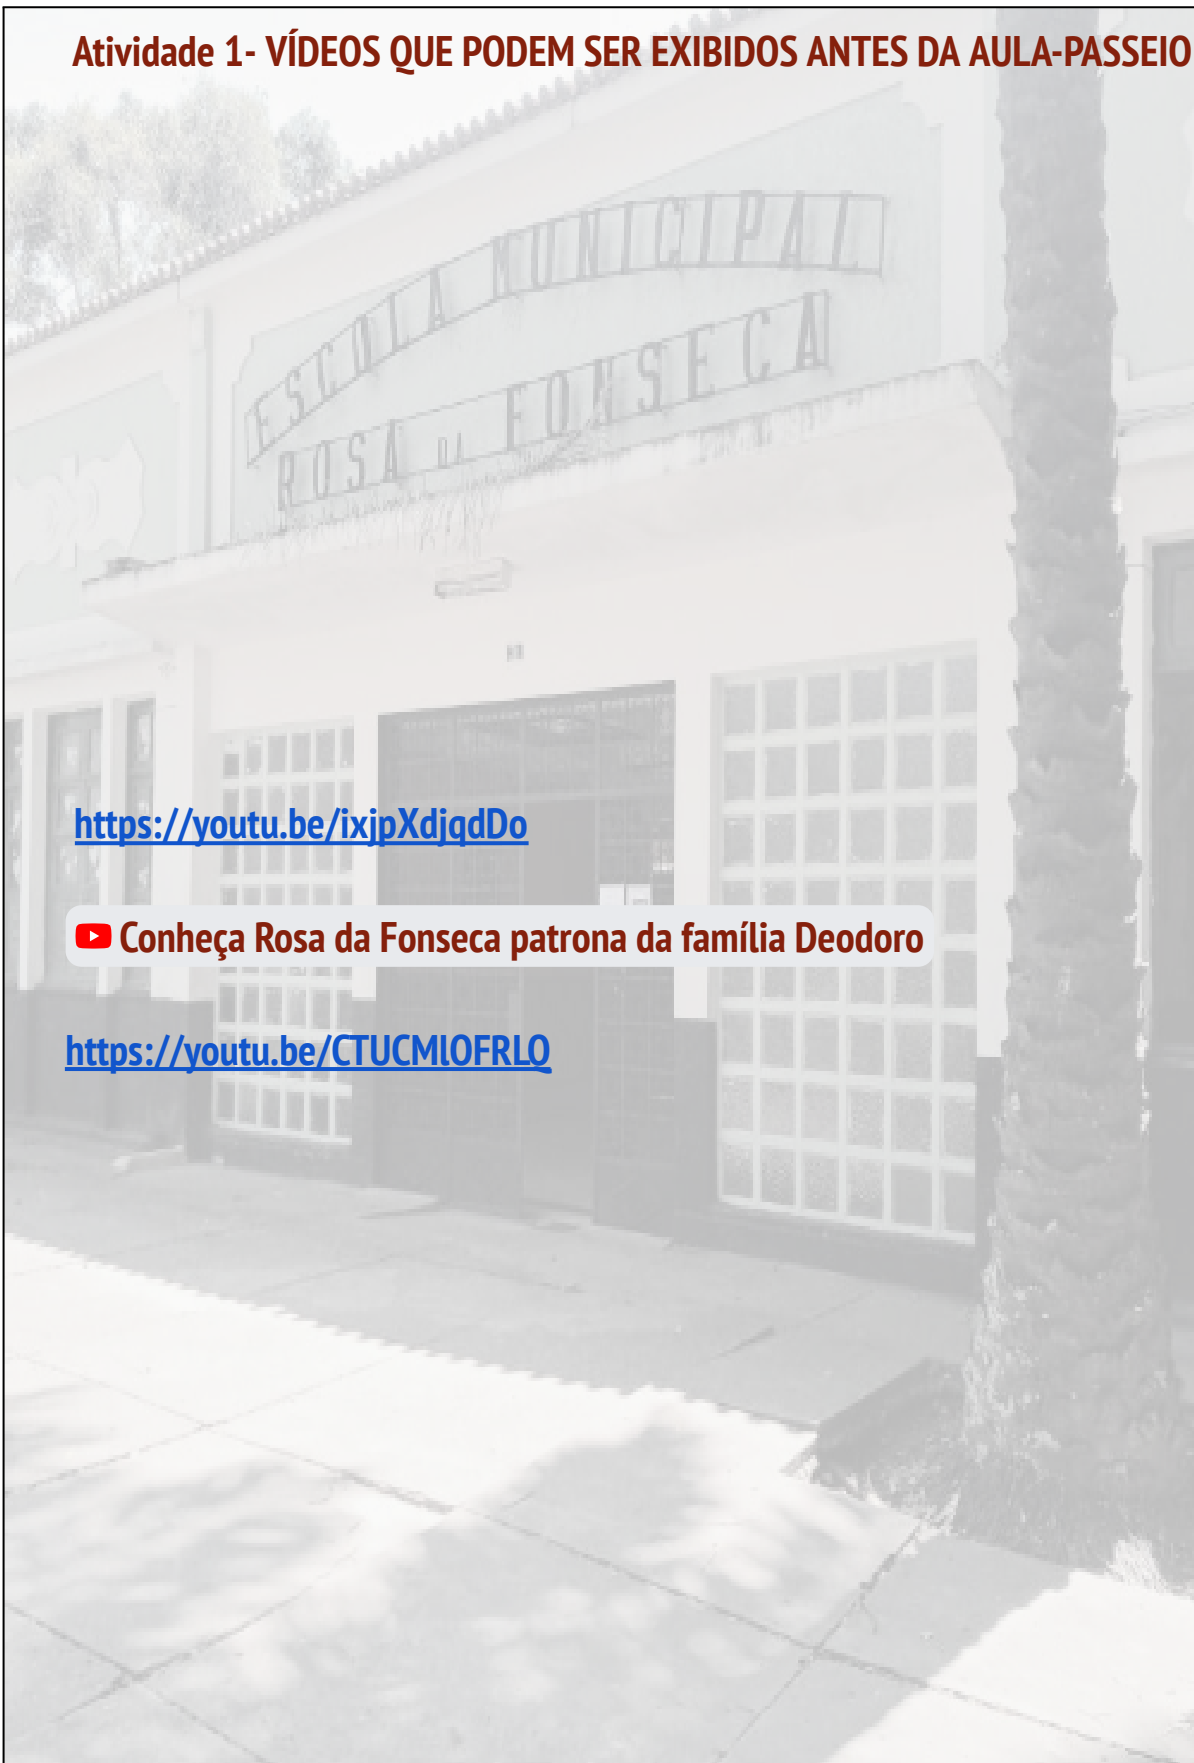 Atividade 1- VÍDEOS QUE PODEM SER EXIBIDOS ANTES DA AULA-PASSEIO
ESCOLA MUNICIPAL
ROSA DA FONSECA
https://youtu.be/ixjpXdjqdDo
Conheça Rosa da Fonseca patrona da família Deodoro
https://youtu.be/CTUCMlOFRLQ